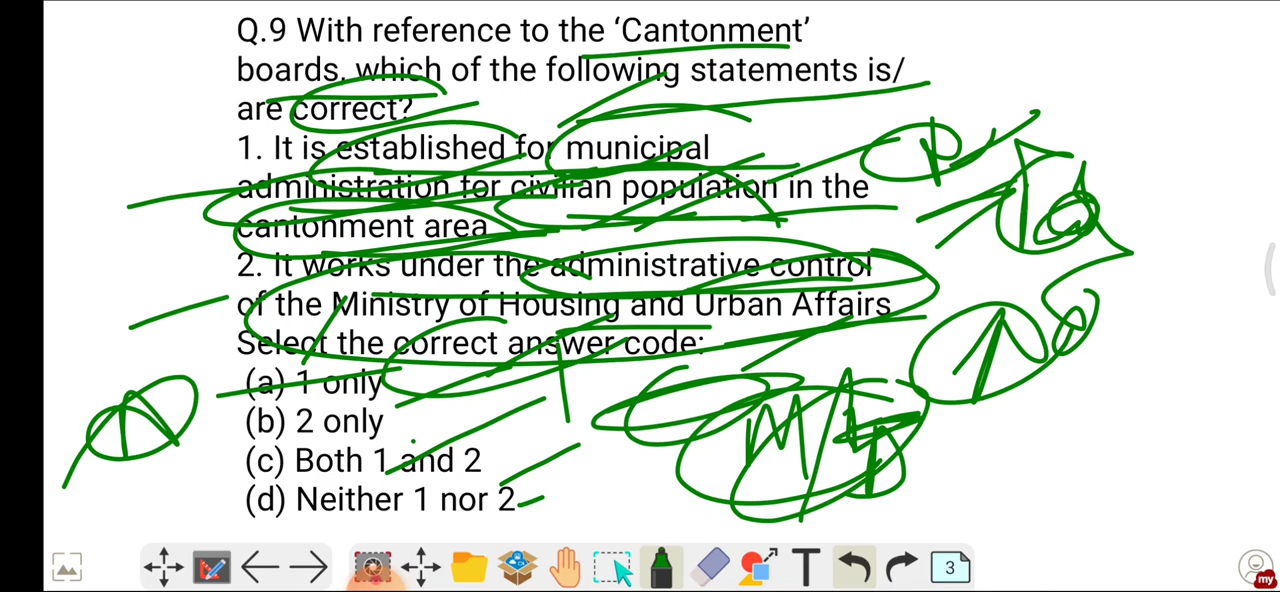 Q.9 With reference to the ‘Cantonment’
boards, which of the following statements is/
are correct?
1. It is established for municipal
administration for civilian population in the
cantonment area
2. It works under the administrative control
of the Ministry of Housing and Urban Affairs
Select the correct answer code:
(a) 1 only
(b) 2 only
(c) Both 1 and 2
(d) Neither 1 nor 2
T
3
my